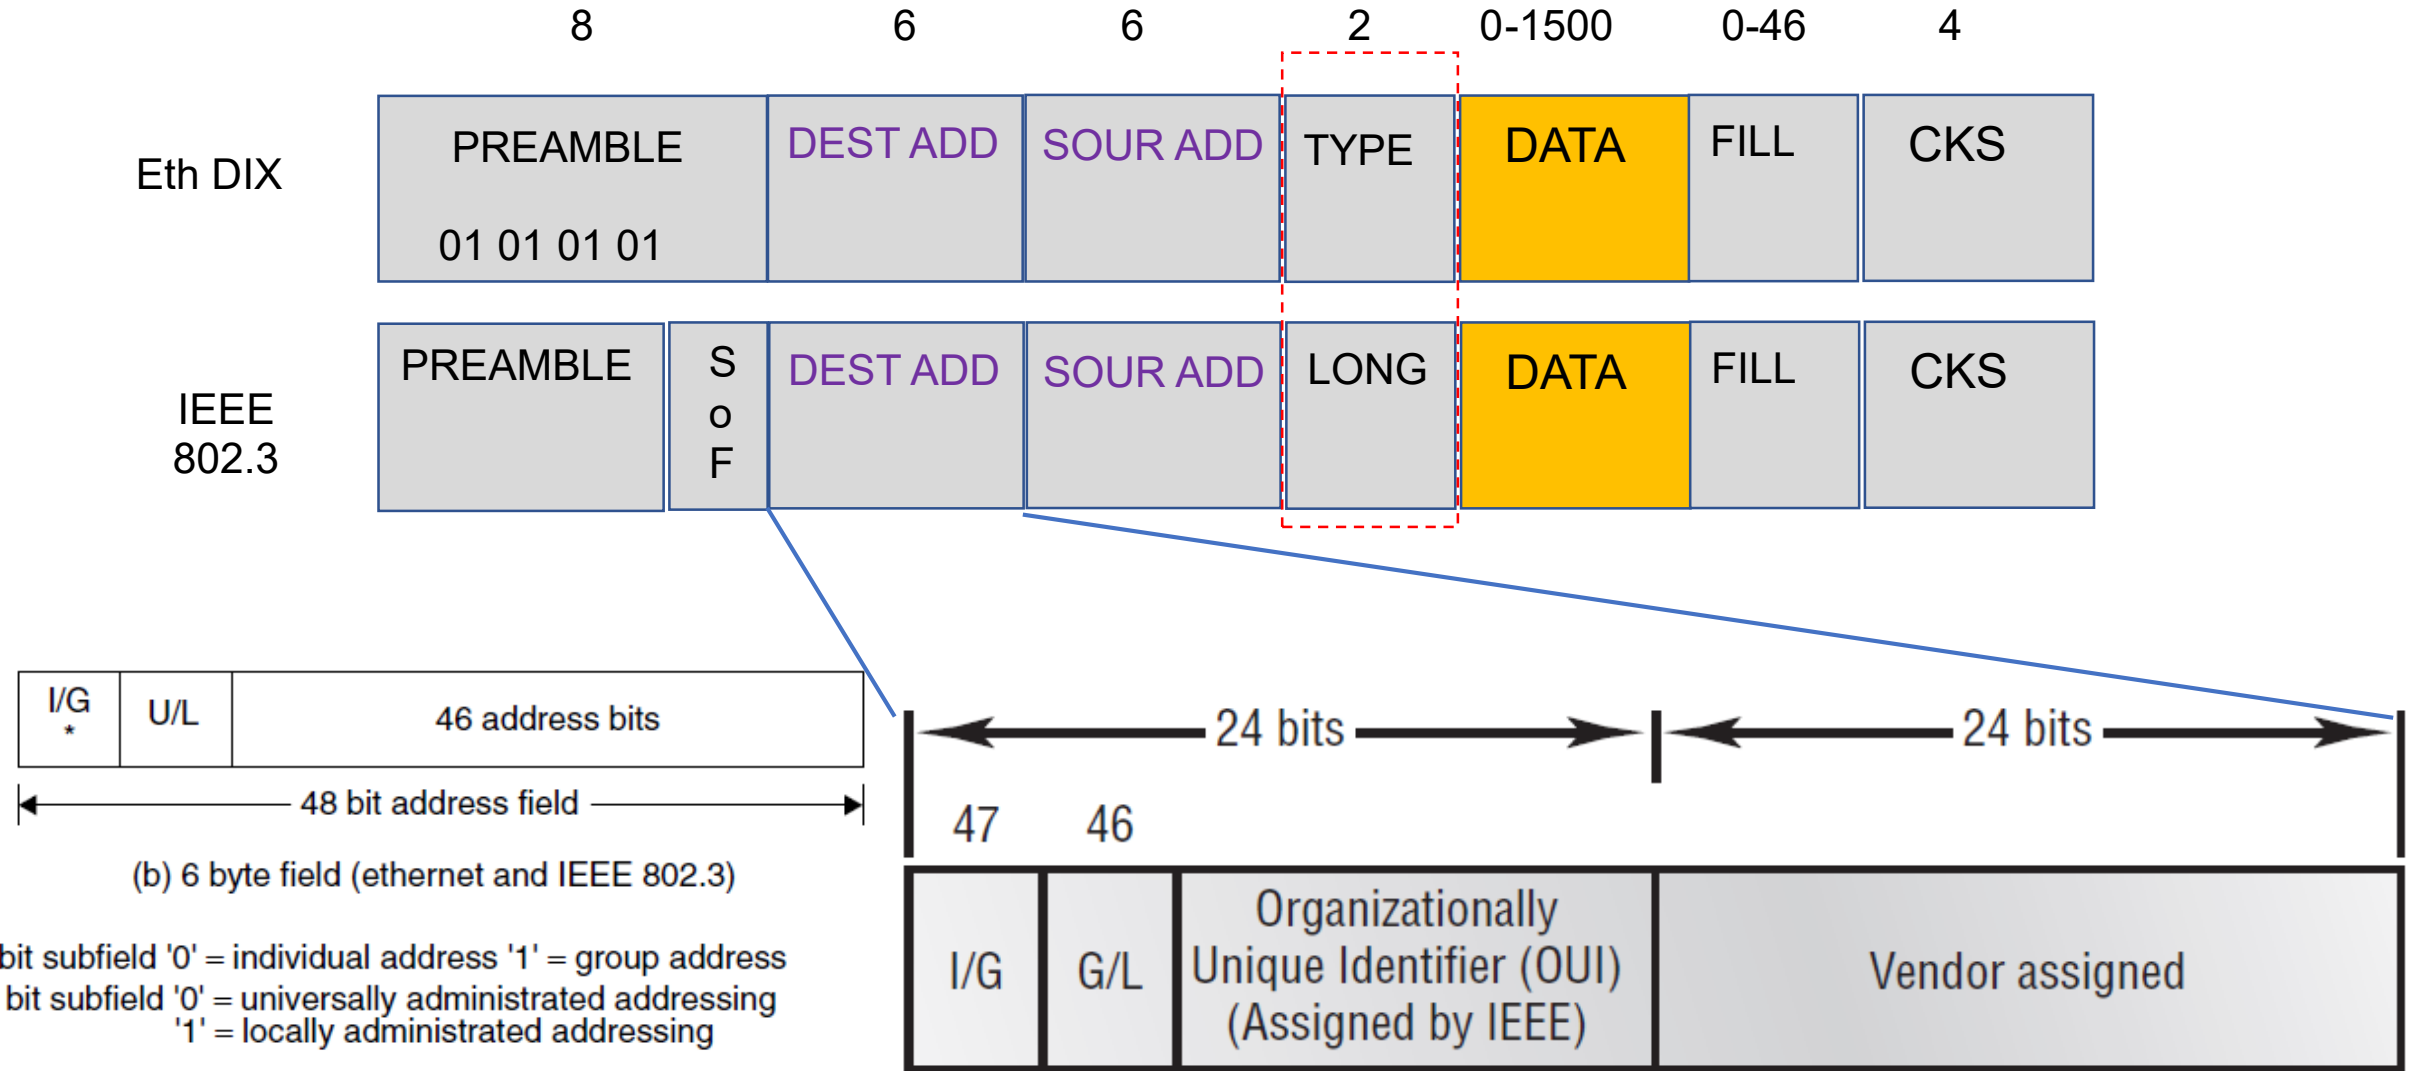 8 6 6 2 0-1500 0-46 4
Eth DIX
PREAMBLE
01 01 01 01
DEST ADD
SOUR ADD
TYPE
DATA
FILL
CKS
IEEE
802.3
PREAMBLE
S
o
F
DEST ADD
SOUR ADD
LONG
DATA
FILL
CKS
I/G
*
U/L
46 address bits
48 bit address field
(b) 6 byte field (ethernet and IEEE 802.3)
bit subfield '0' = individual address '1' = group address
bit subfield '0' = universally administrated addressing
'1' = locally administrated addressing
24 bits
24 bits
47
46
I/G
G/L
Organizationally
Unique Identifier (OUI)
(Assigned by IEEE)
Vendor assigned